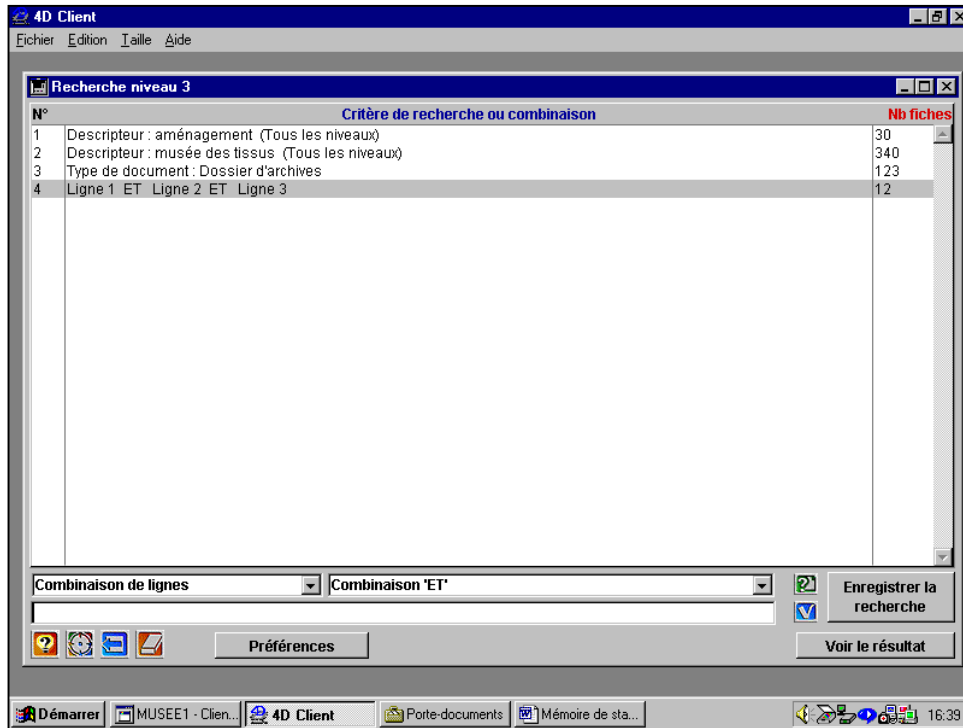 4D Client
Fichier Edition Taille Aide
Recherche niveau 3
N° Critère de recherche ou combinaison Nb fiches
1 Descripteur : aménagement (Tous les niveaux) 30
2 Descripteur : musée des tissus (Tous les niveaux) 340
3 Type de document : Dossier d'archives 123
4 Ligne 1 ET Ligne 2 ET Ligne 3 12
Combinaison de lignes Combinaison 'ET'
Enregistrer la
recherche
Préférences Voir le résultat
Démarrer MUSEE1 - Clien... 4D Client Porte-documents Mémoire de sta... 16:39